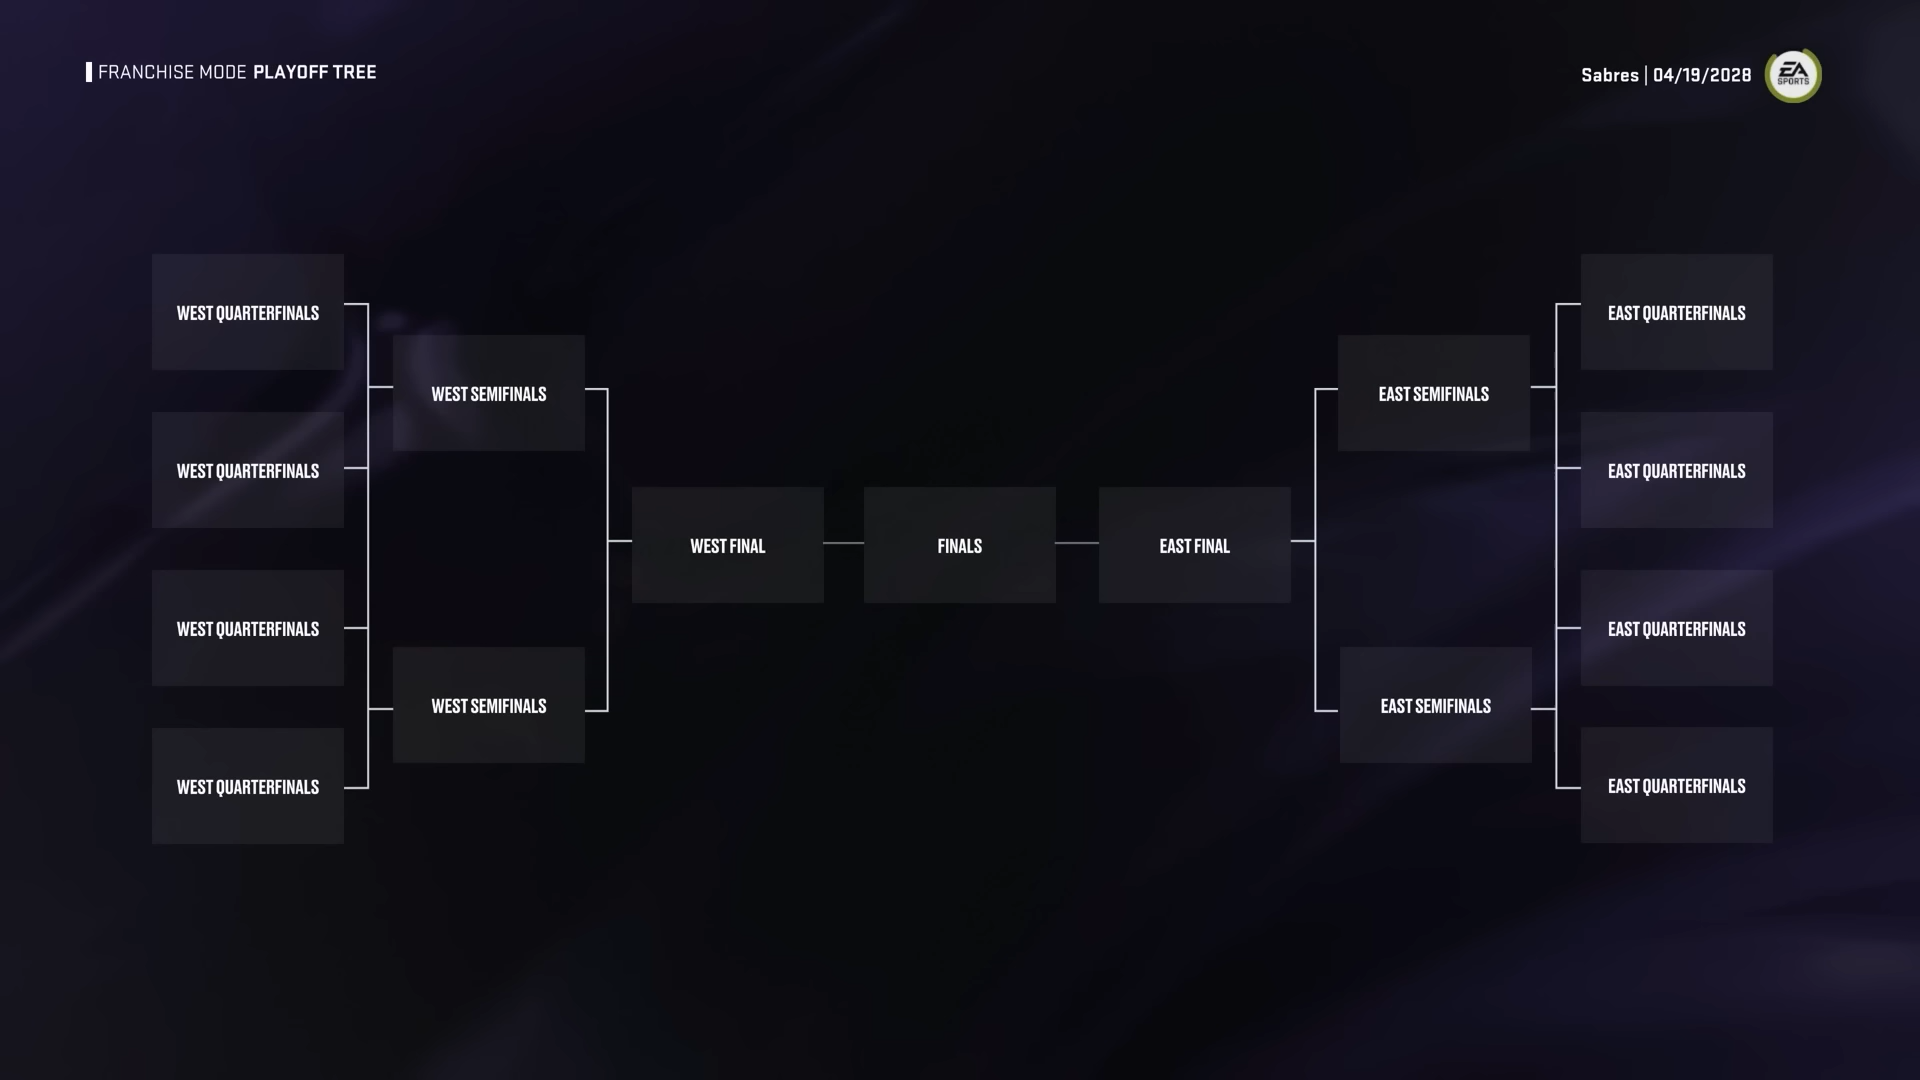 FRANCHISE MODE PLAYOFF TREE
Sabres | 04/19/2028
EA
SPORTS
WEST QUARTERFINALS
WEST QUARTERFINALS
WEST QUARTERFINALS
WEST QUARTERFINALS
WEST SEMIFINALS
WEST SEMIFINALS
WEST FINAL
FINALS
EAST FINAL
EAST SEMIFINALS
EAST SEMIFINALS
EAST QUARTERFINALS
EAST QUARTERFINALS
EAST QUARTERFINALS
EAST QUARTERFINALS